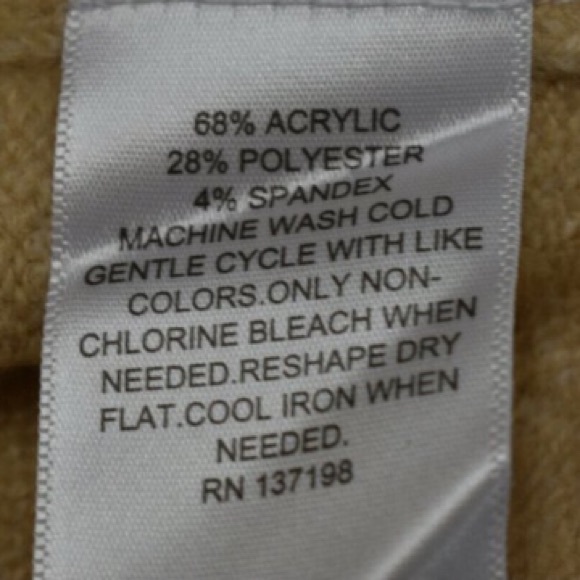 68% ACRYLIC
28% POLYESTER
4% SPANDEX
MACHINE WASH COLD
GENTLE CYCLE WITH LIKE
COLORS.ONLY NON-
CHLORINE BLEACH WHEN
NEEDED.RESHAPE DRY
FLAT.COOL IRON WHEN
NEEDED.
RN 137198